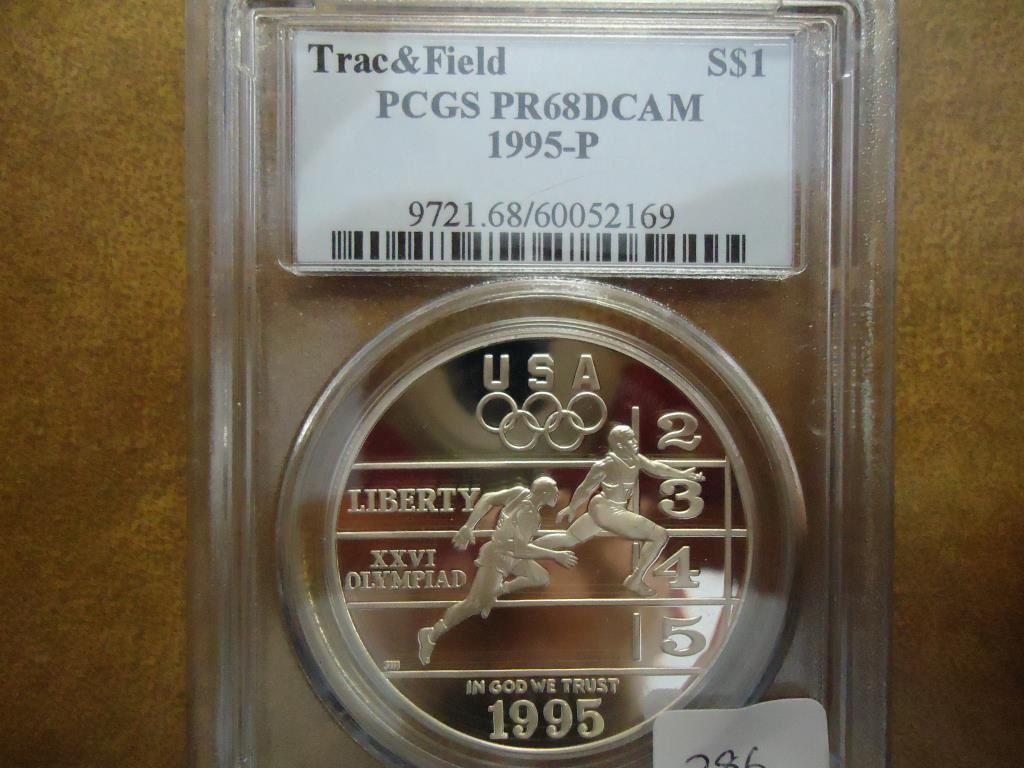 Trac&Field S$1
PCGS PR68DCAM
1995-P
9721.68/60052169
USA
2
3
4
5
LIBERTY
XXVI
OLYMPIAD
IN GOD WE TRUST
1995
286